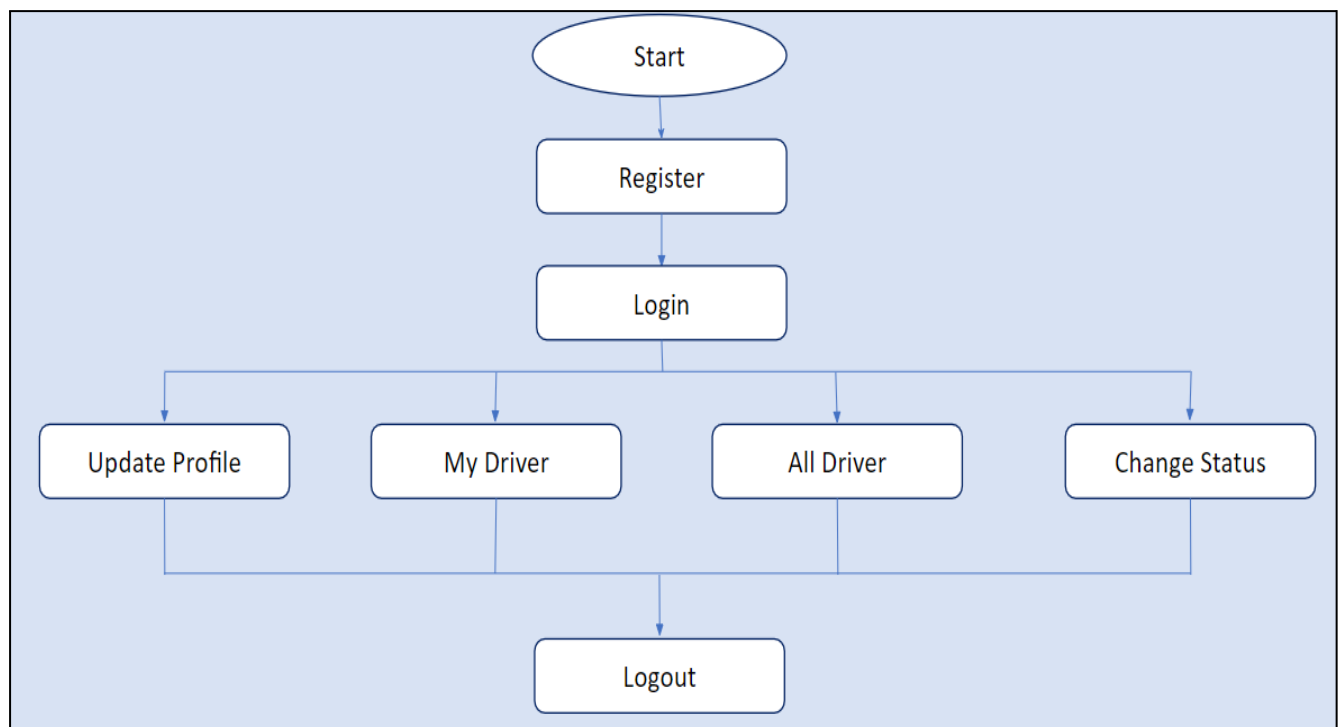 Start
Register
Login
Update Profile
My Driver
All Driver
Change Status
Logout